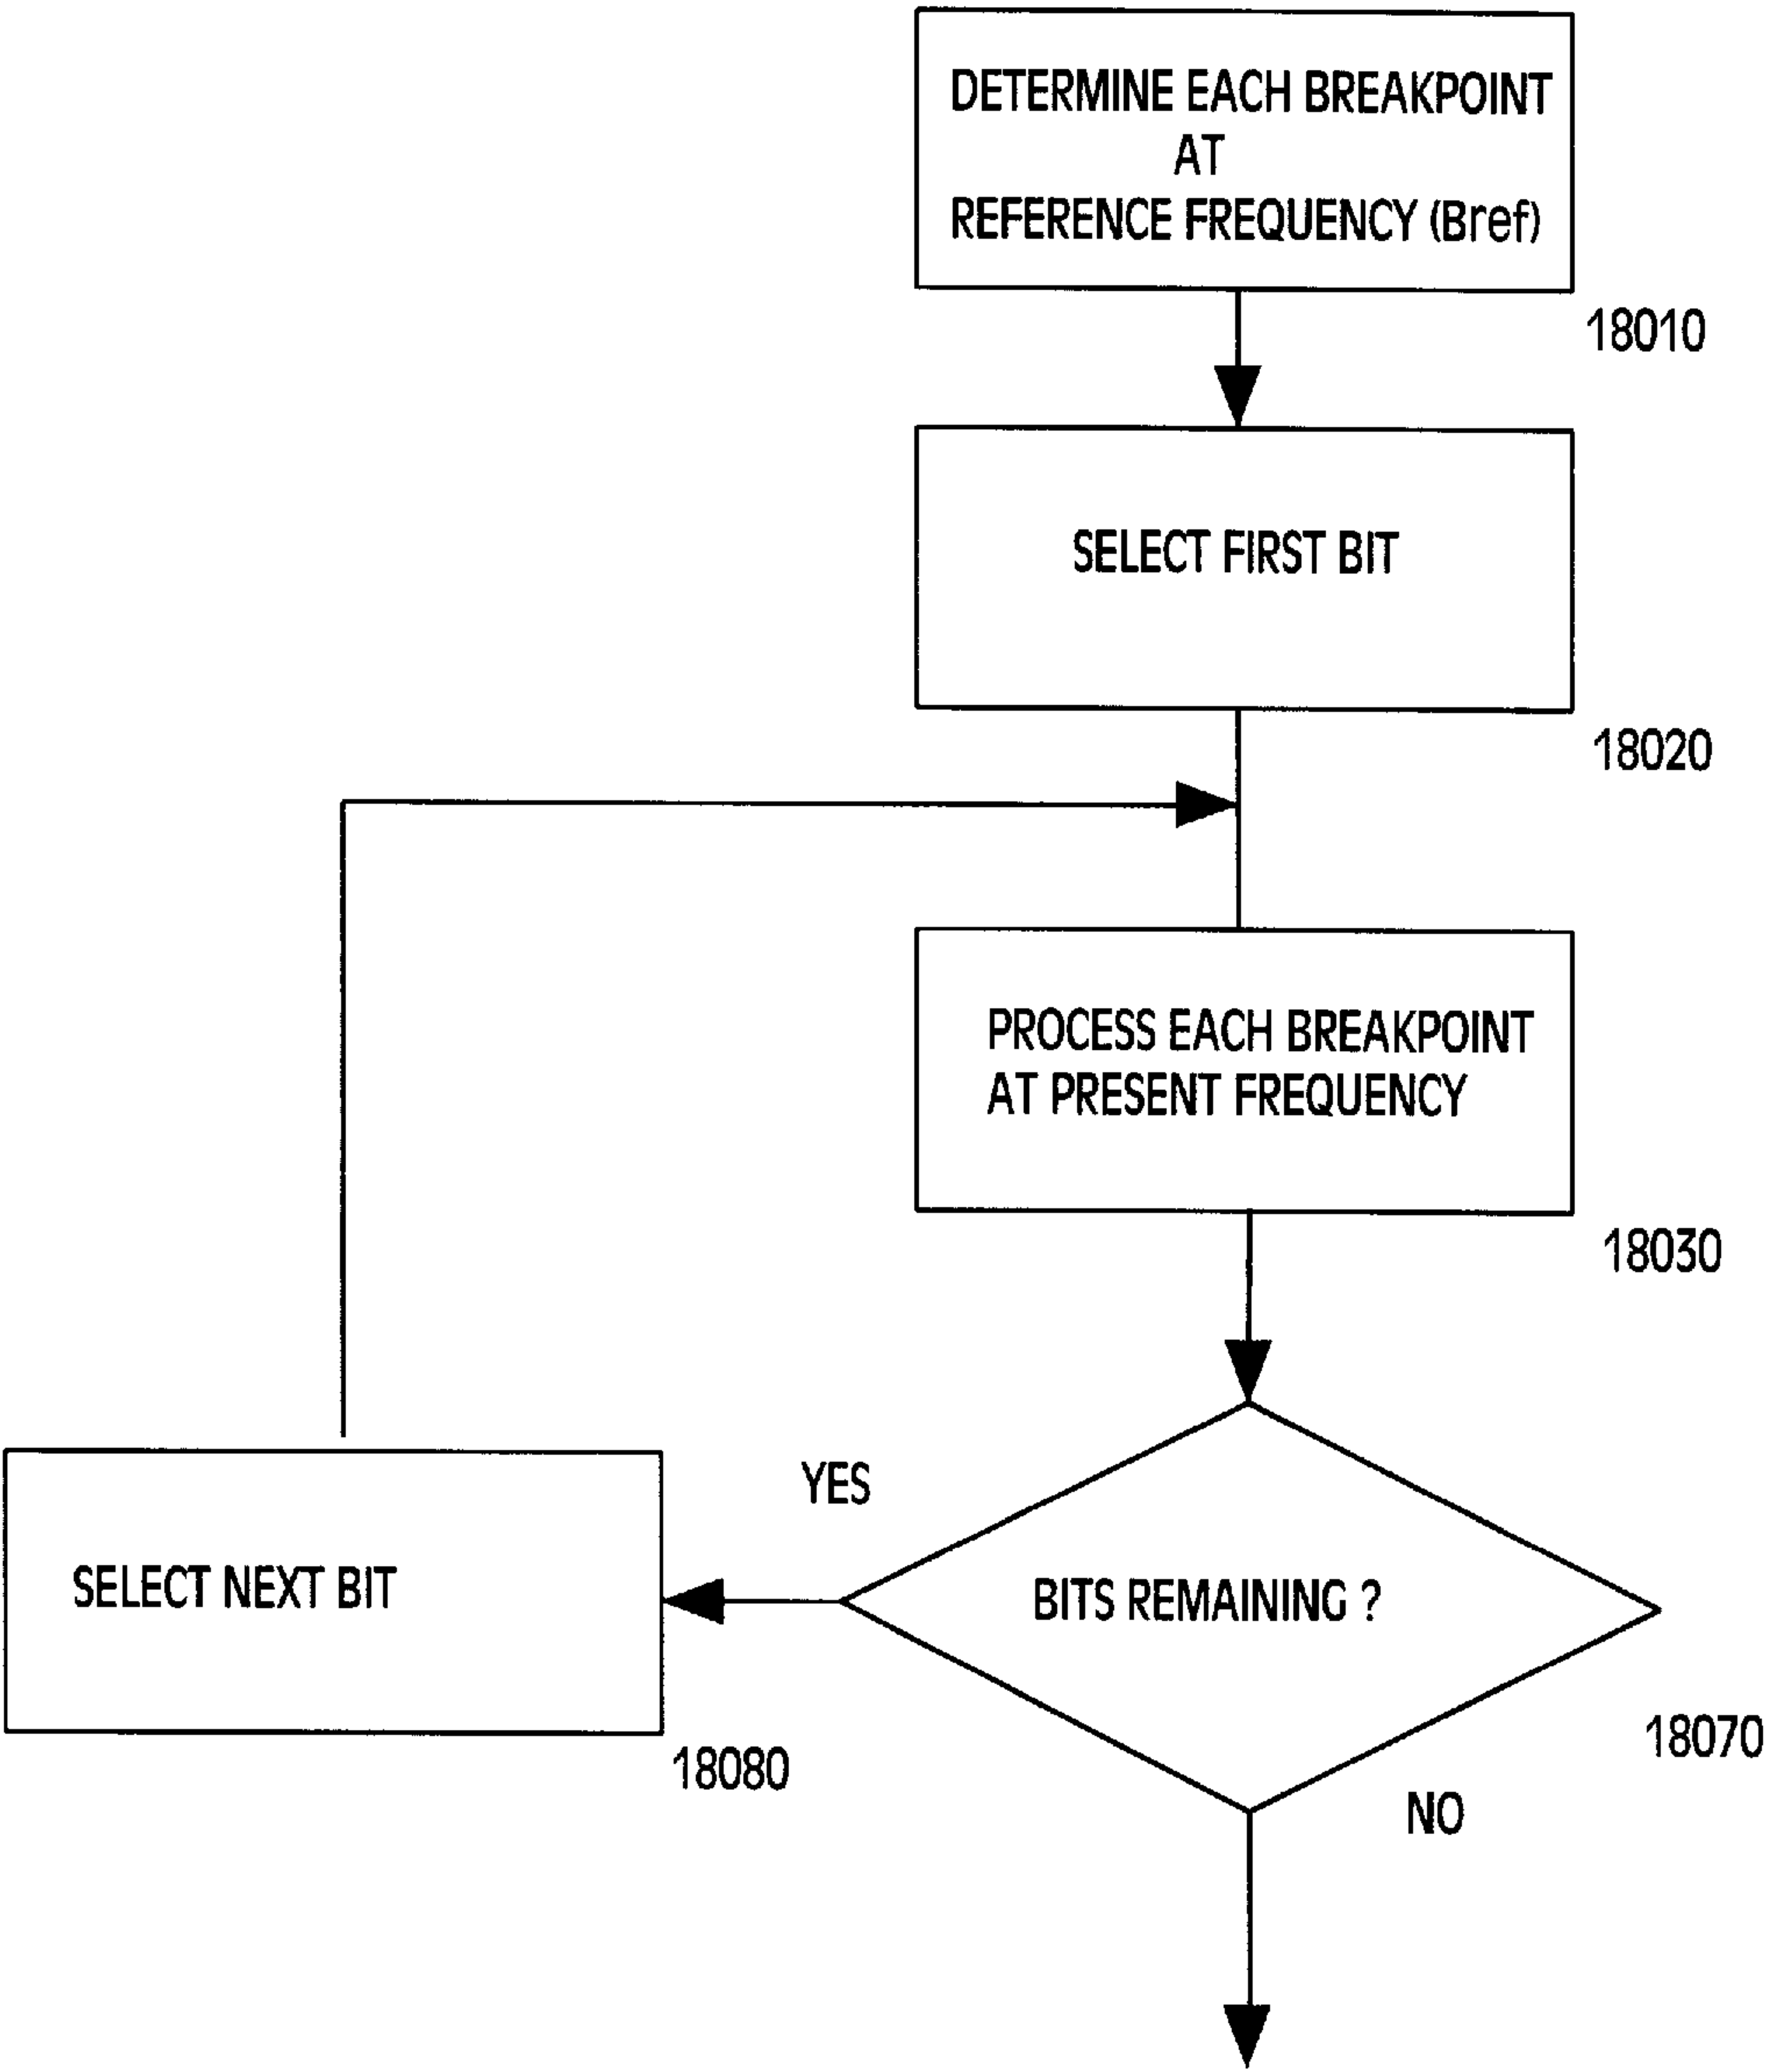 DETERMINE EACH BREAKPOINT
AT
REFERENCE FREQUENCY (Bref)
18010
SELECT FIRST BIT
18020
PROCESS EACH BREAKPOINT
AT PRESENT FREQUENCY
18030
YES
SELECT NEXT BIT
BITS REMAINING ?
18070
18080
NO